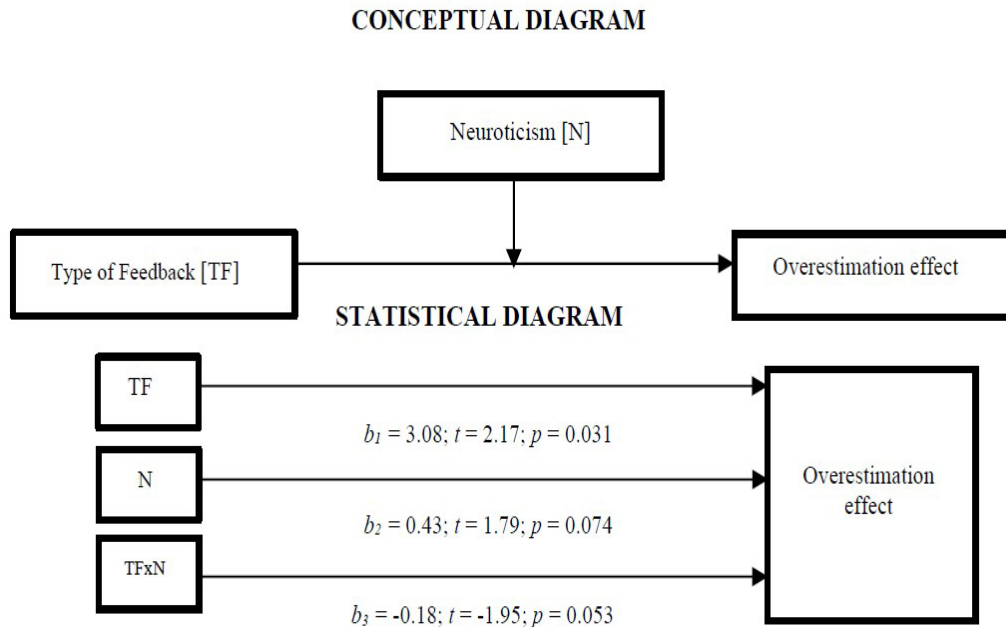 CONCEPTUAL DIAGRAM
Neuroticism [N]
Type of Feedback [TF]
Overestimation effect
STATISTICAL DIAGRAM
TF
b1 = 3.08; t = 2.17; p = 0.031
N
b2 = 0.43; t = 1.79; p = 0.074
TFxN
b3 = -0.18; t = -1.95; p = 0.053
Overestimation
effect